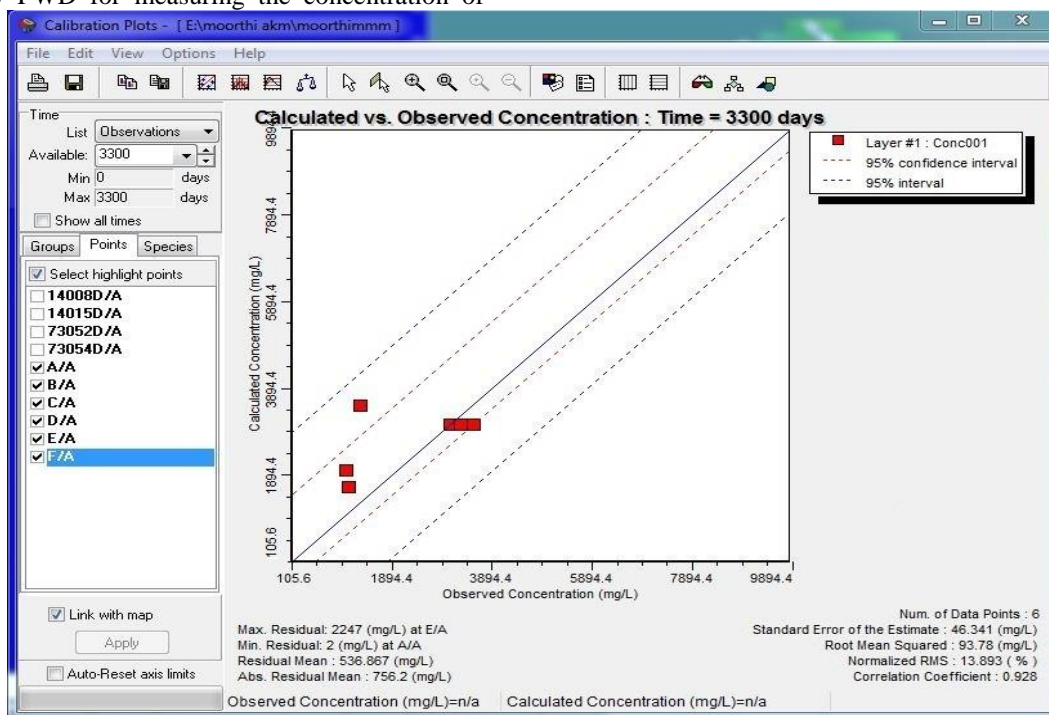 PWD for measuring the concentration of
Calibration Plots - [ E:\moorthi akm\moorthimmm ]
File Edit View Options Help
Time
List Observations
Available: 3300
Min 0 days
Max 3300 days
Show all times
Groups Points Species
Select highlight points
14008D/A
14015D/A
73052D/A
73054D/A
A/A
B/A
C/A
D/A
E/A
F/A
Link with map
Apply
Auto-Reset axis limits
Calculated vs. Observed Concentration : Time = 3300 days
7894.4
5894.4
3894.4
1894.4
105.6
Calculated Concentration (mg/L)
105.6 1894.4 3894.4 5894.4 7894.4 9894.4
Observed Concentration (mg/L)
Layer #1 : Conc001
95% confidence interval
95% interval
Max. Residual: 2247 (mg/L) at E/A
Min. Residual: 2 (mg/L) at A/A
Residual Mean : 536.867 (mg/L)
Abs. Residual Mean : 756.2 (mg/L)
Num. of Data Points : 6
Standard Error of the Estimate : 46.341 (mg/L)
Root Mean Squared : 93.78 (mg/L)
Normalized RMS : 13.893 ( % )
Correlation Coefficient : 0.928
Observed Concentration (mg/L)=n/a Calculated Concentration (mg/L)=n/a